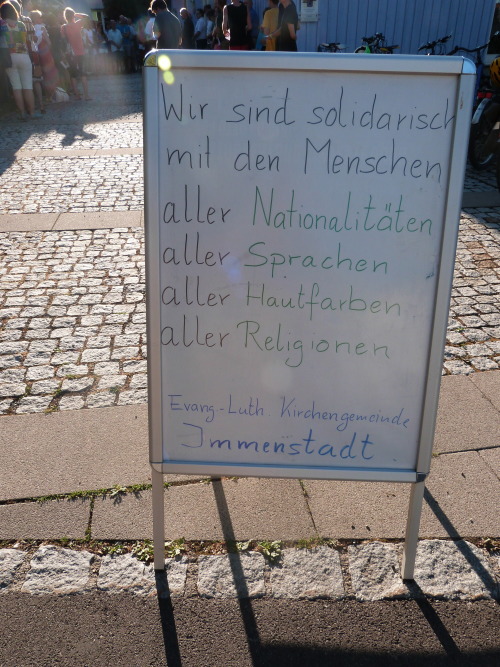 Wir sind solidarisch
mit den Menschen
aller Nationalitäten
aller Sprachen
aller Hautfarben
aller Religionen
Evang.-Luth. Kirchengemeinde
Immenstadt